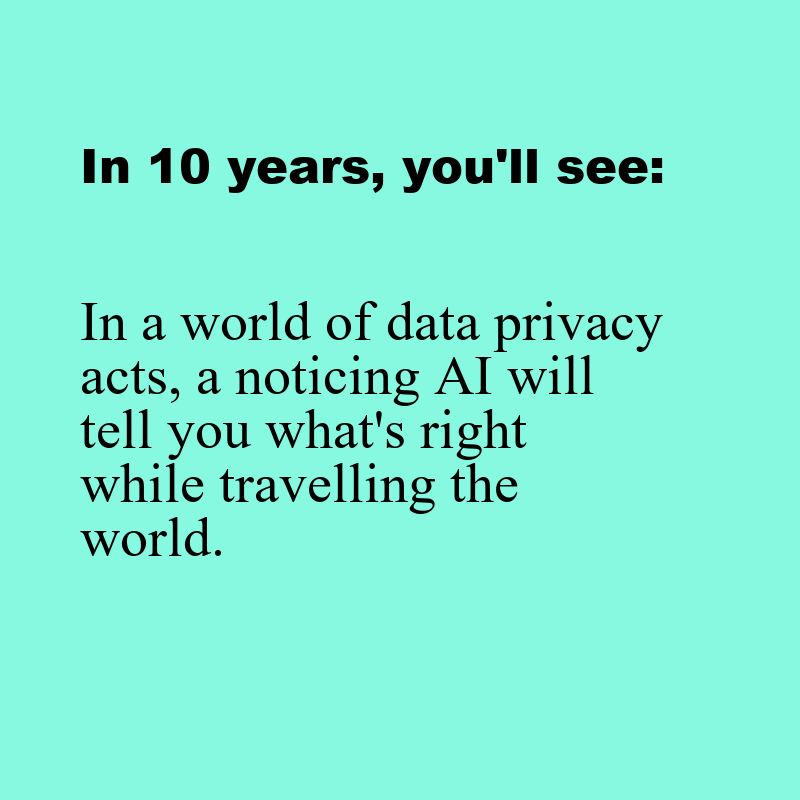 In 10 years, you'll see:
In a world of data privacy
acts, a noticing AI will
tell you what's right
while travelling the
world.